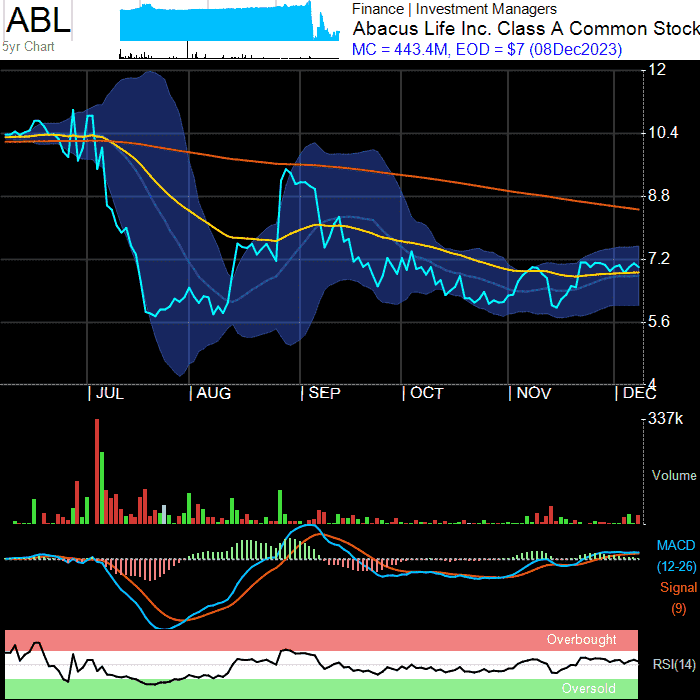 ABL
5yr Chart
Finance | Investment Managers
Abacus Life Inc. Class A Common Stock
MC = 443.4M, EOD = $7 (08Dec2023)
12
10.4
8.8
7.2
5.6
4
JUL AUG SEP OCT NOV DEC
337k
Volume
MACD
(12-26)
Signal
(9)
Overbought
RSI(14)
Oversold